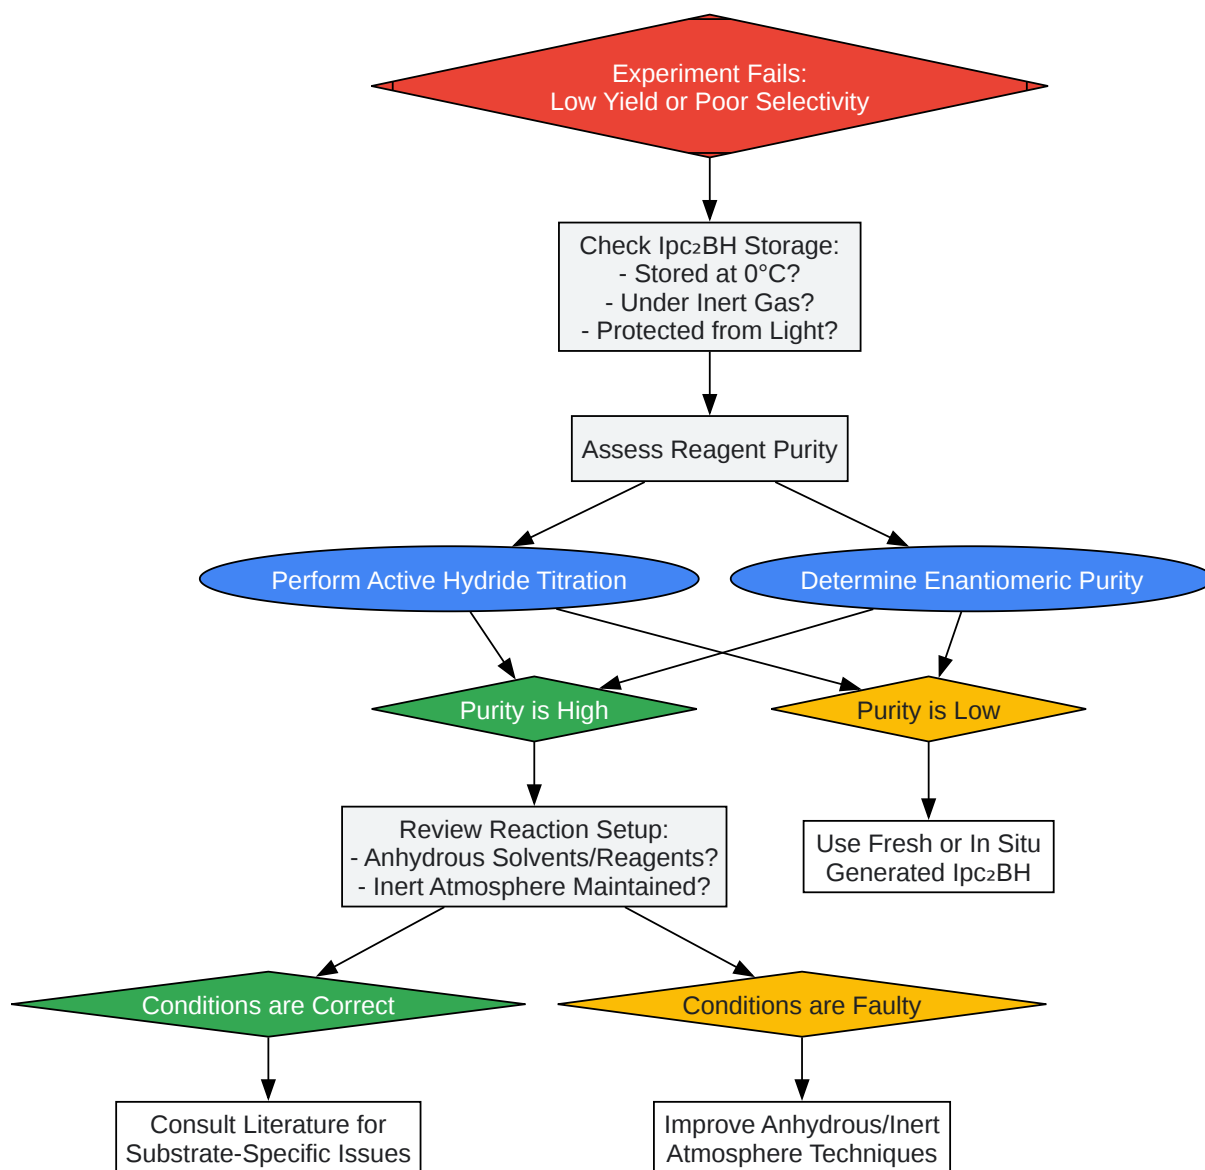 Experiment Fails:
Low Yield or Poor Selectivity
Check Ipc₂BH Storage:
- Stored at 0°C?
- Under Inert Gas?
- Protected from Light?
Assess Reagent Purity
Perform Active Hydride Titration
Determine Enantiomeric Purity
Purity is High
Purity is Low
Review Reaction Setup:
- Anhydrous Solvents/Reagents?
- Inert Atmosphere Maintained?
Use Fresh or In Situ
Generated Ipc₂BH
Conditions are Correct
Conditions are Faulty
Consult Literature for
Substrate-Specific Issues
Improve Anhydrous/Inert
Atmosphere Techniques